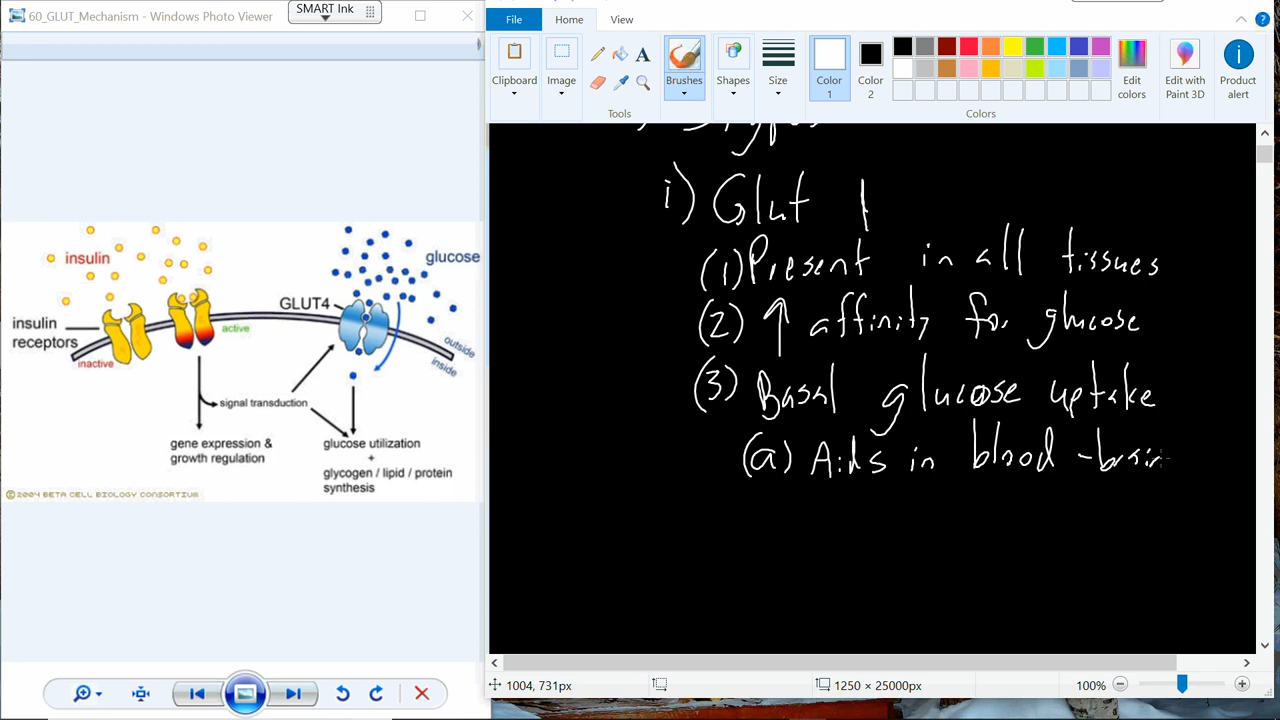 60_GLUT_Mechanism - Windows Photo Viewer
SMART Ink
insulin
glucose
GLUT4
insulin
receptors
active
inactive
outside
inside
signal transduction
gene expression &
growth regulation
glucose utilization
+
glycogen / lipid / protein
synthesis
©2004 BETA CELL BIOLOGY CONSORTIUM
File
Home
View
Clipboard
Image
Tools
Brushes
Shapes
Size
Color
1
Color
2
Colors
Edit
colors
Edit with
Paint 3D
Product
alert
i) Glut 1
(1) Present in all tissues
(2) ↑ affinity for glucose
(3) Basal glucose uptake
(a) Aids in blood-brain
1004, 731px
1250 × 25000px
100%